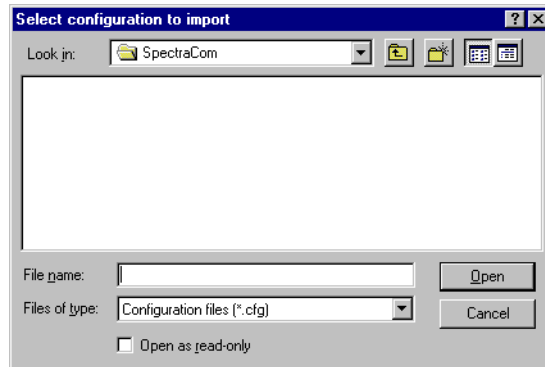 Select configuration to import
Look in: SpectraCom
File name: Open
Files of type: Configuration files (*.cfg) Cancel
Open as read-only